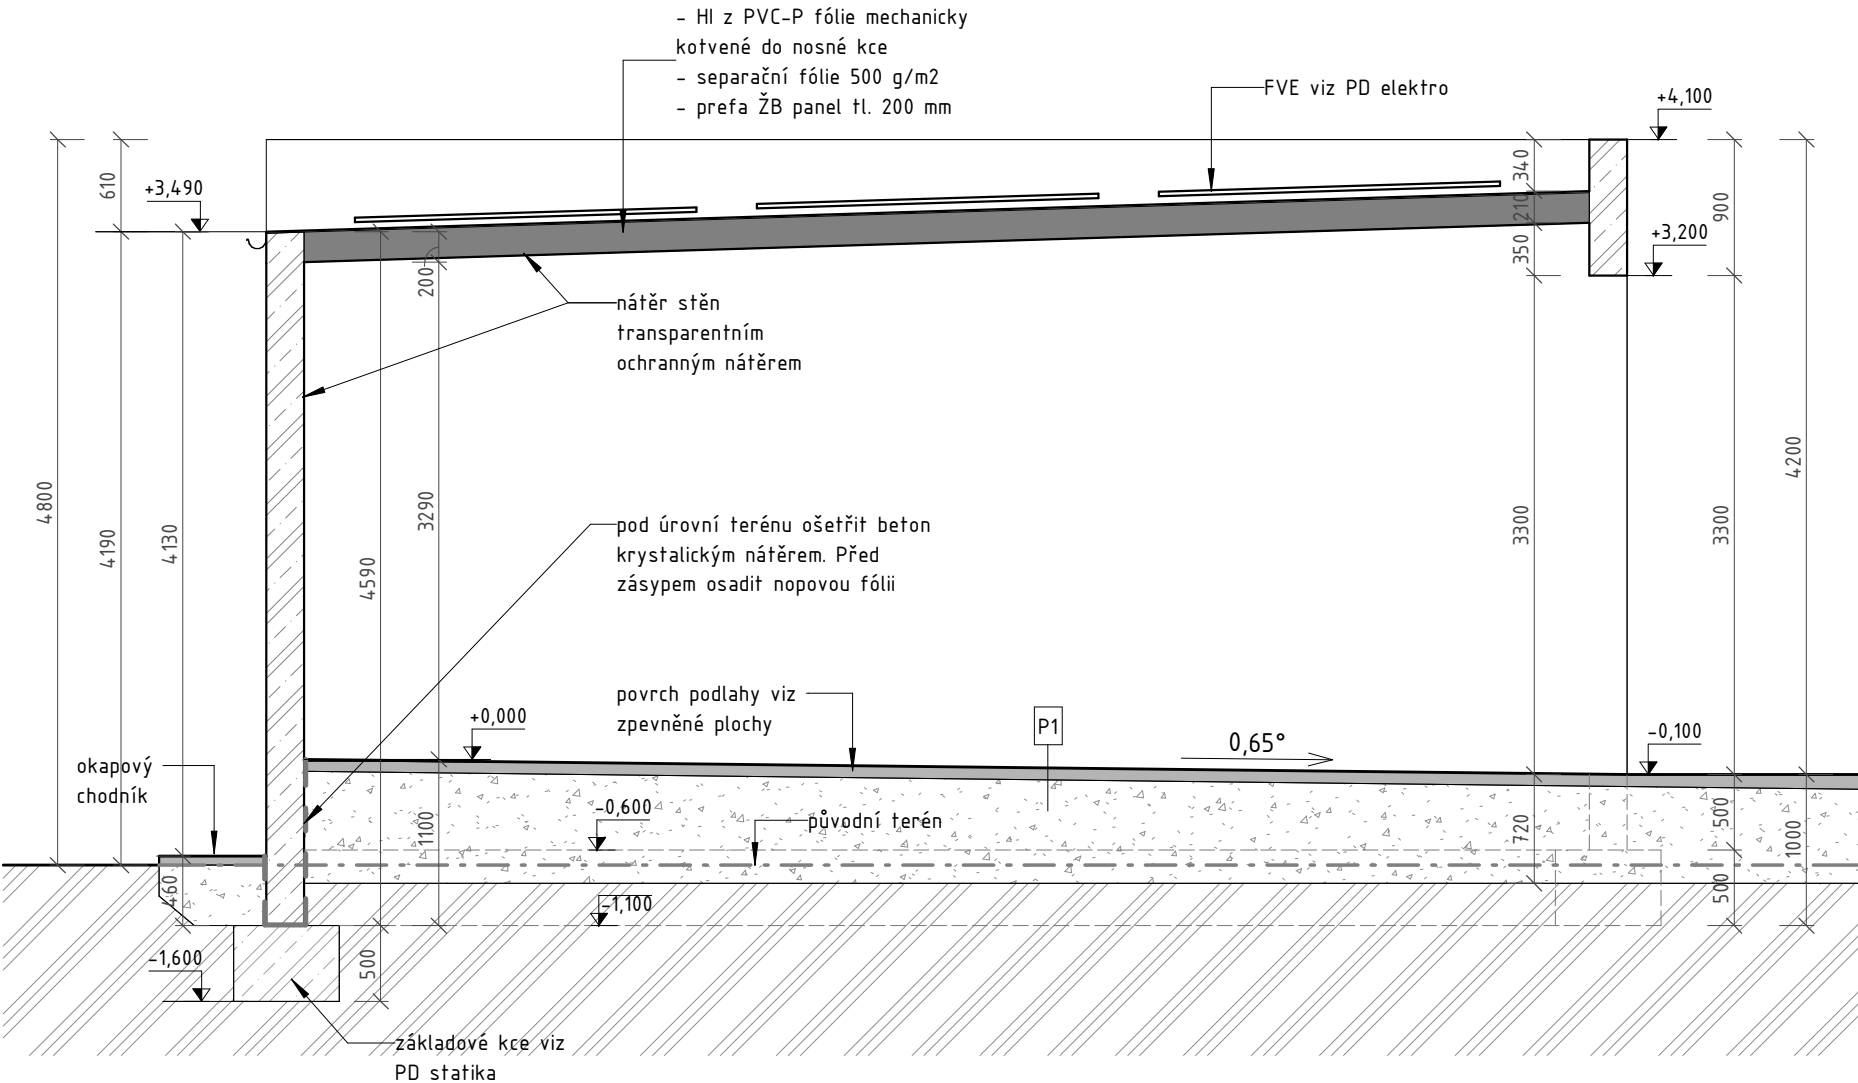 - HI z PVC-P fólie mechanicky
kotvené do nosné kce
- separační fólie 500 g/m2
- prefa ŽB panel tl. 200 mm
FVE viz PD elektro
+4,100
610
+3,490
340
210
350
900
+3,200
200
nátěr stěn
transparentním
ochranným nátěrem
4800
4190
4130
4590
3290
3300
3300
4200
pod úrovní terénu ošetřit beton
krystalickým nátěrem. Před
zásypem osadit nopovou fólii
povrch podlahy viz
zpevněné plochy
+0,000
P1
0,65°
-0,100
okapový
chodník
-0,600
původní terén
1100
720
500
1000
460
-1,100
500
-1,600
500
základové kce viz
PD statika